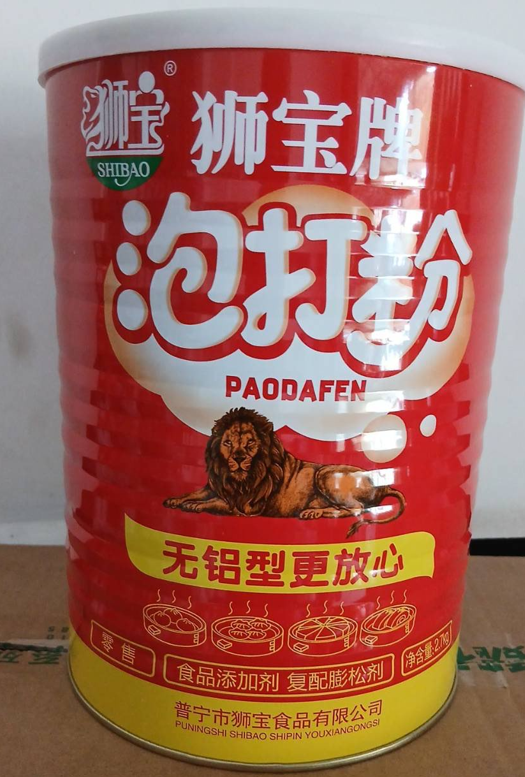 狮宝®
SHIBAO
狮宝牌
泡打粉
PAODAFEN
无铝型更放心
零售
食品添加剂 复配膨松剂
净含量:2.7kg
普宁市狮宝食品有限公司
PUNINGSHI SHIBAO SHIPIN YOUXIANGONGSI